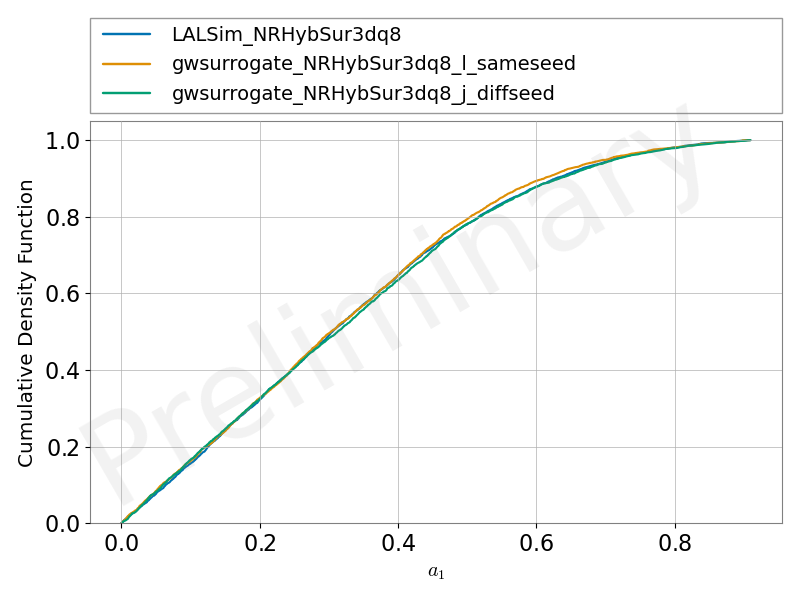 LALSim_NRHybSur3dq8
gwsurrogate_NRHybSur3dq8_l_sameseed
gwsurrogate_NRHybSur3dq8_j_diffseed
1.0
0.8
0.6
0.4
0.2
0.0
Cumulative Density Function
Preliminary
0.0 0.2 0.4 0.6 0.8
a₁